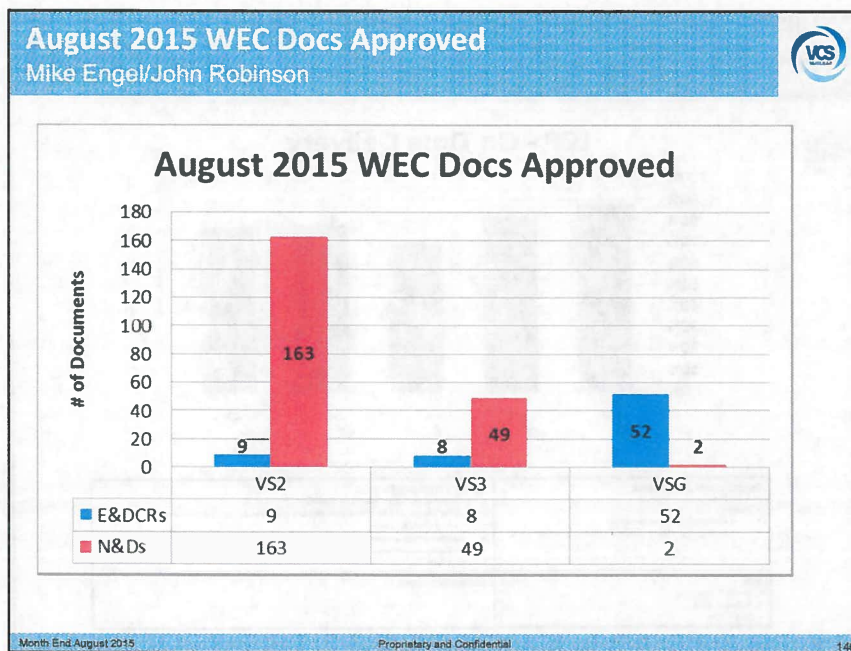 August 2015 WEC Docs Approved
Mike Engel/John Robinson
VCS
August 2015 WEC Docs Approved
# of Documents
180
160
140
120
100
80
60
40
20
0
9
163
8
49
52
2
VS2 VS3 VSG
E&DCRs 9 8 52
N&Ds 163 49 2
Month End August 2015 Proprietary and Confidential